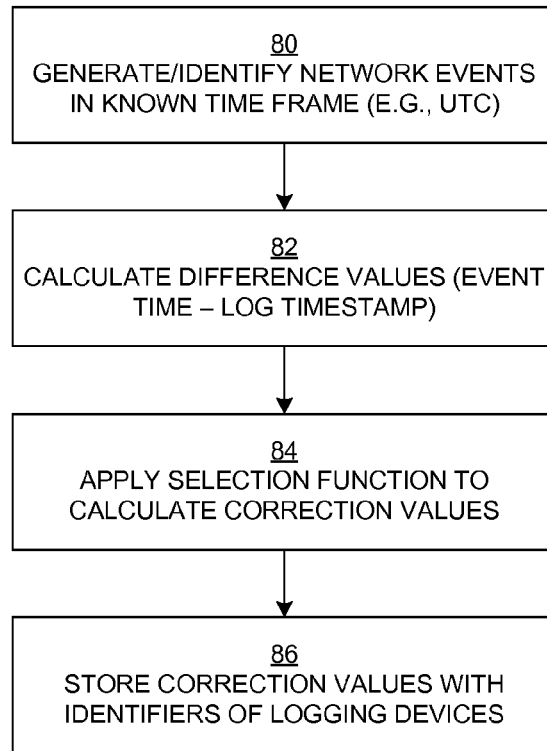 80
GENERATE/IDENTIFY NETWORK EVENTS
IN KNOWN TIME FRAME (E.G., UTC)
82
CALCULATE DIFFERENCE VALUES (EVENT
TIME – LOG TIMESTAMP)
84
APPLY SELECTION FUNCTION TO
CALCULATE CORRECTION VALUES
86
STORE CORRECTION VALUES WITH
IDENTIFIERS OF LOGGING DEVICES